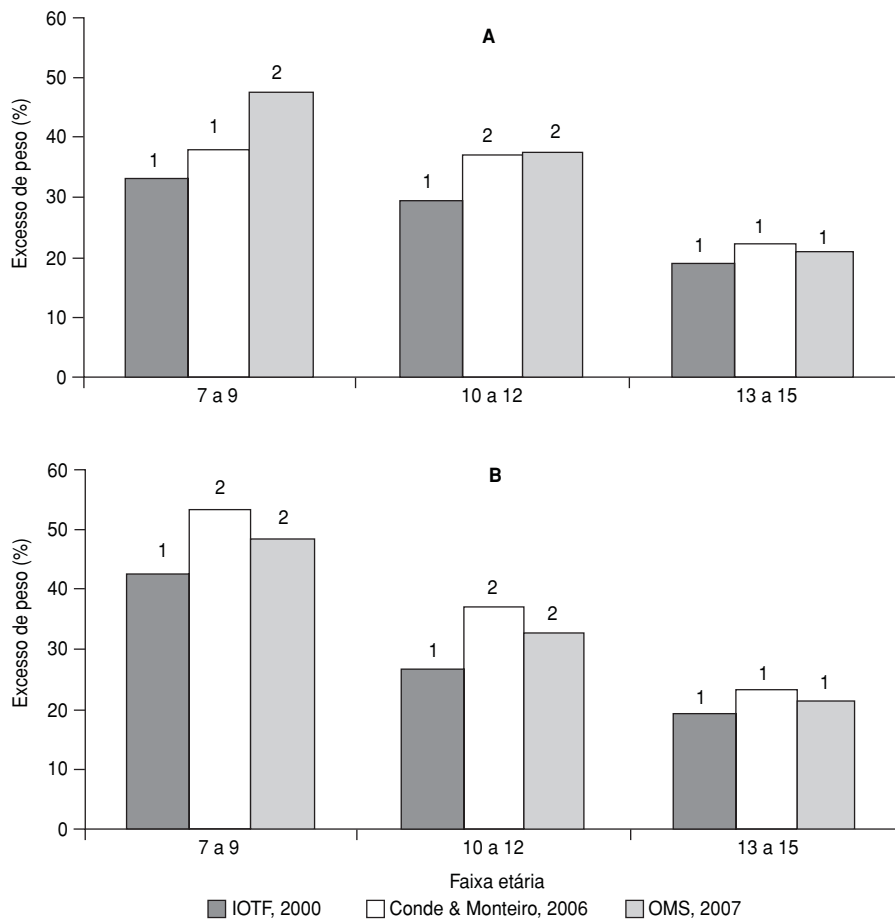 A
Excesso de peso (%)
60
50
40
30
20
10
0
1
1
2
1
2
2
1
1
1
7 a 9
10 a 12
13 a 15
B
Excesso de peso (%)
60
50
40
30
20
10
0
1
2
2
1
2
2
1
1
1
7 a 9
10 a 12
13 a 15
Faixa etária
IOTF, 2000
Conde & Monteiro, 2006
OMS, 2007